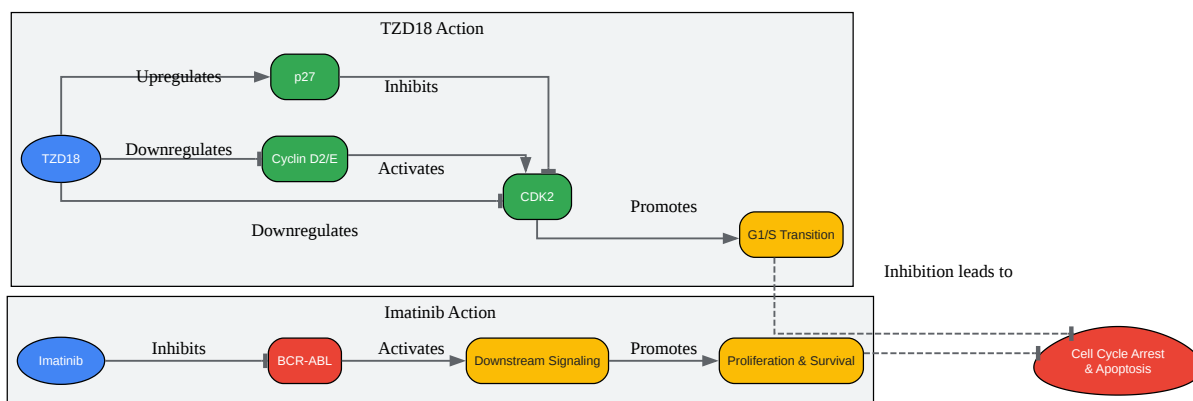 TZD18 Action
Upregulates
p27
Inhibits
TZD18
Downregulates
Cyclin D2/E
Activates
CDK2
Downregulates
Promotes
G1/S Transition
Inhibition leads to
Imatinib Action
Imatinib
Inhibits
BCR-ABL
Activates
Downstream Signaling
Promotes
Proliferation & Survival
Cell Cycle Arrest
& Apoptosis